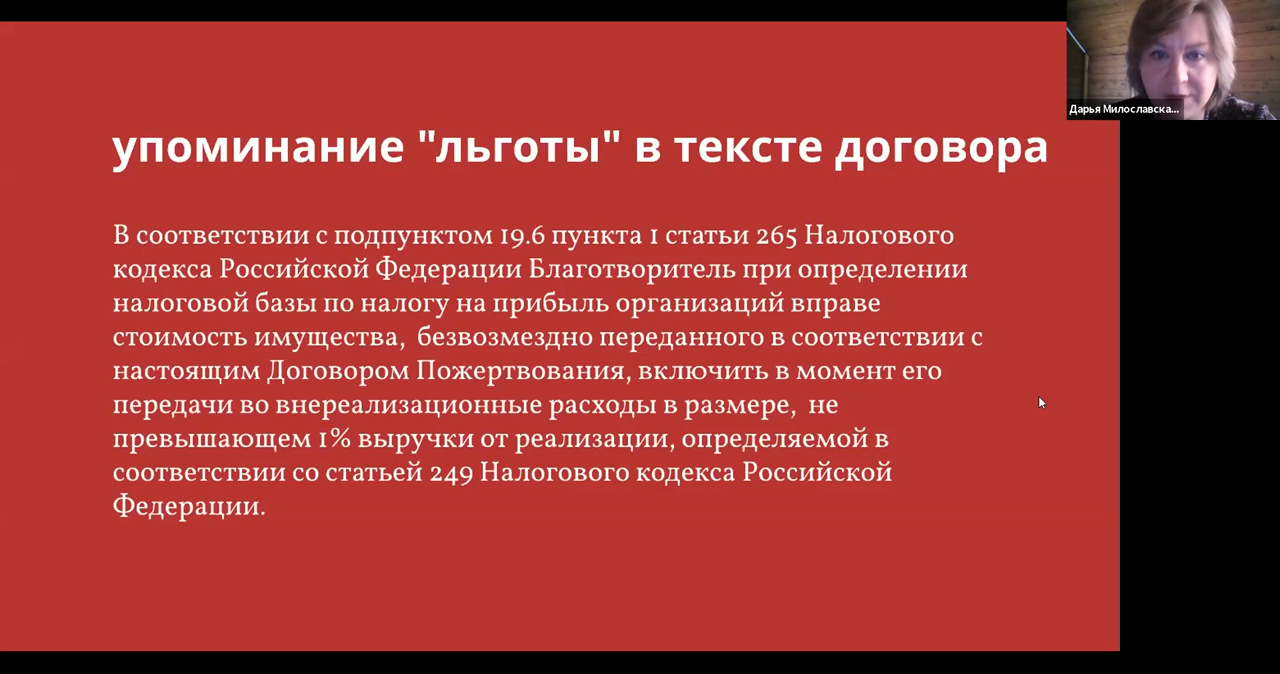 Дарья Милославска...
упоминание "льготы" в тексте договора
В соответствии с подпунктом 19.6 пункта 1 статьи 265 Налогового
кодекса Российской Федерации Благотворитель при определении
налоговой базы по налогу на прибыль организаций вправе
стоимость имущества,  безвозмездно переданного в соответствии с
настоящим Договором Пожертвования, включить в момент его
передачи во внереализационные расходы в размере,  не
превышающем 1% выручки от реализации, определяемой в
соответствии со статьей 249 Налогового кодекса Российской
Федерации.